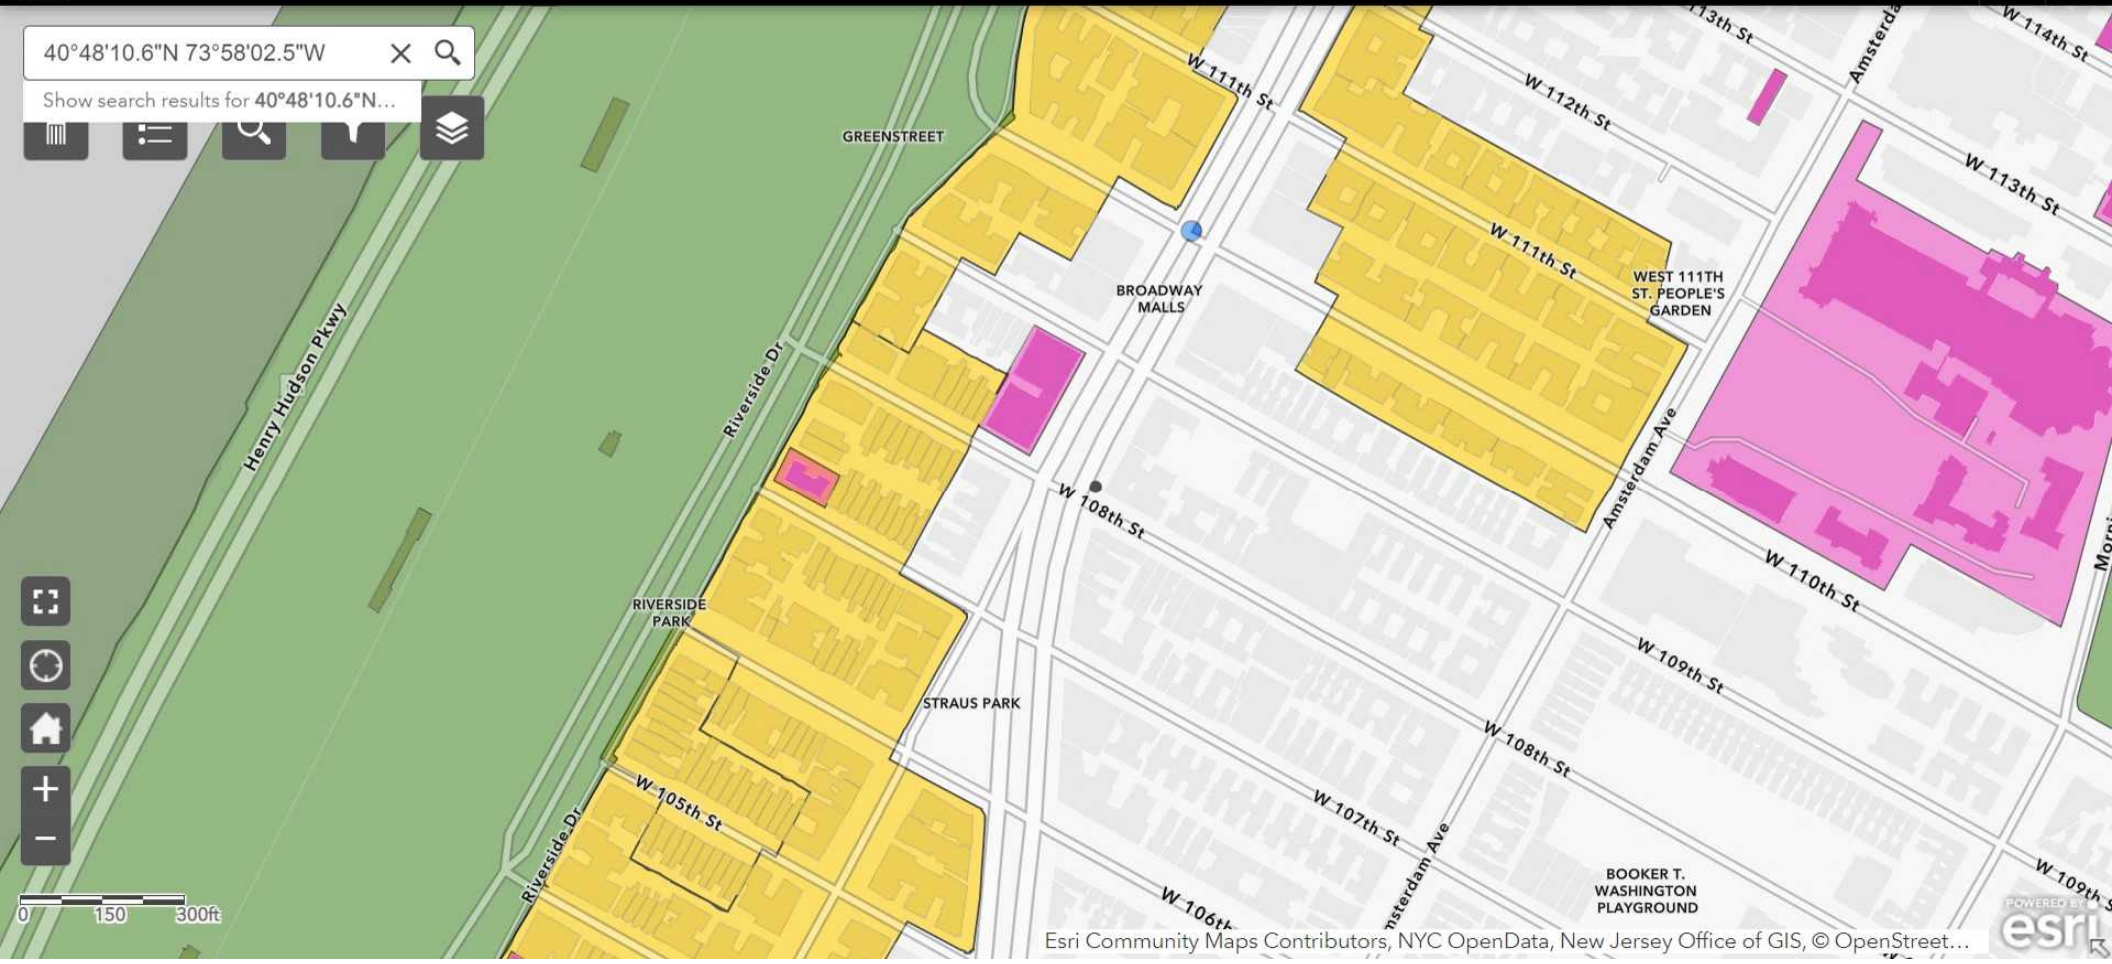 40°48'10.6"N 73°58'02.5"W
Show search results for 40°48'10.6"N...
113th St
Amsterda
W 114th St
W 111th St
W 112th St
GREENSTREET
W 113th St
W 111th St
WEST 111TH
ST. PEOPLE'S
GARDEN
BROADWAY
MALLS
Henry Hudson Pkwy
Riverside Dr
Amsterdam Ave
W 108th St
Morni
W 110th St
RIVERSIDE
PARK
W 109th St
STRAUS PARK
W 108th St
W 105th St
W 107th St
Riverside Dr
msterdam Ave
BOOKER T.
WASHINGTON
PLAYGROUND
W 109th S
W 106th
0 150 300ft
POWERED BY
esri
Esri Community Maps Contributors, NYC OpenData, New Jersey Office of GIS, © OpenStreet...